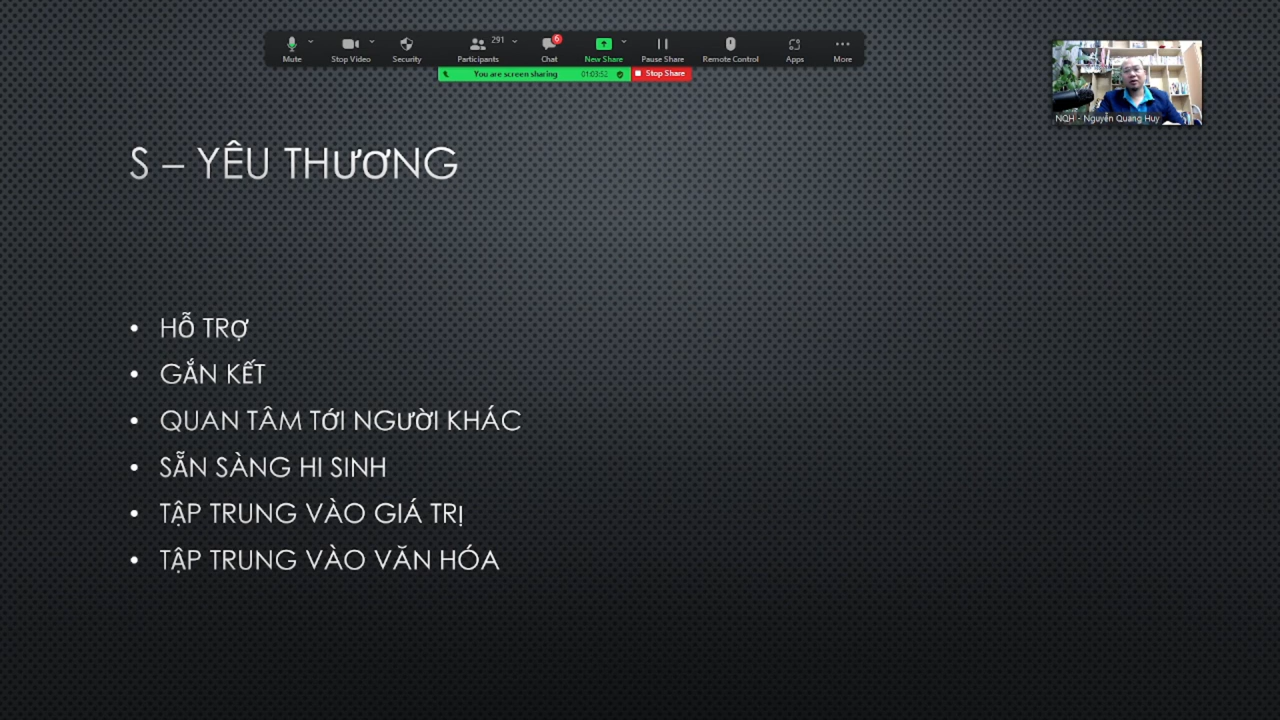 291
6
Mute
Stop Video
Security
Participants
Chat
New Share
Pause Share
Remote Control
Apps
More
You are screen sharing
01:03:52
Stop Share
NQH - Nguyễn Quang Huy
S – YÊU THƯƠNG
• HỖ TRỢ
• GẮN KẾT
• QUAN TÂM TỚI NGƯỜI KHÁC
• SẴN SÀNG HI SINH
• TẬP TRUNG VÀO GIÁ TRỊ
• TẬP TRUNG VÀO VĂN HÓA